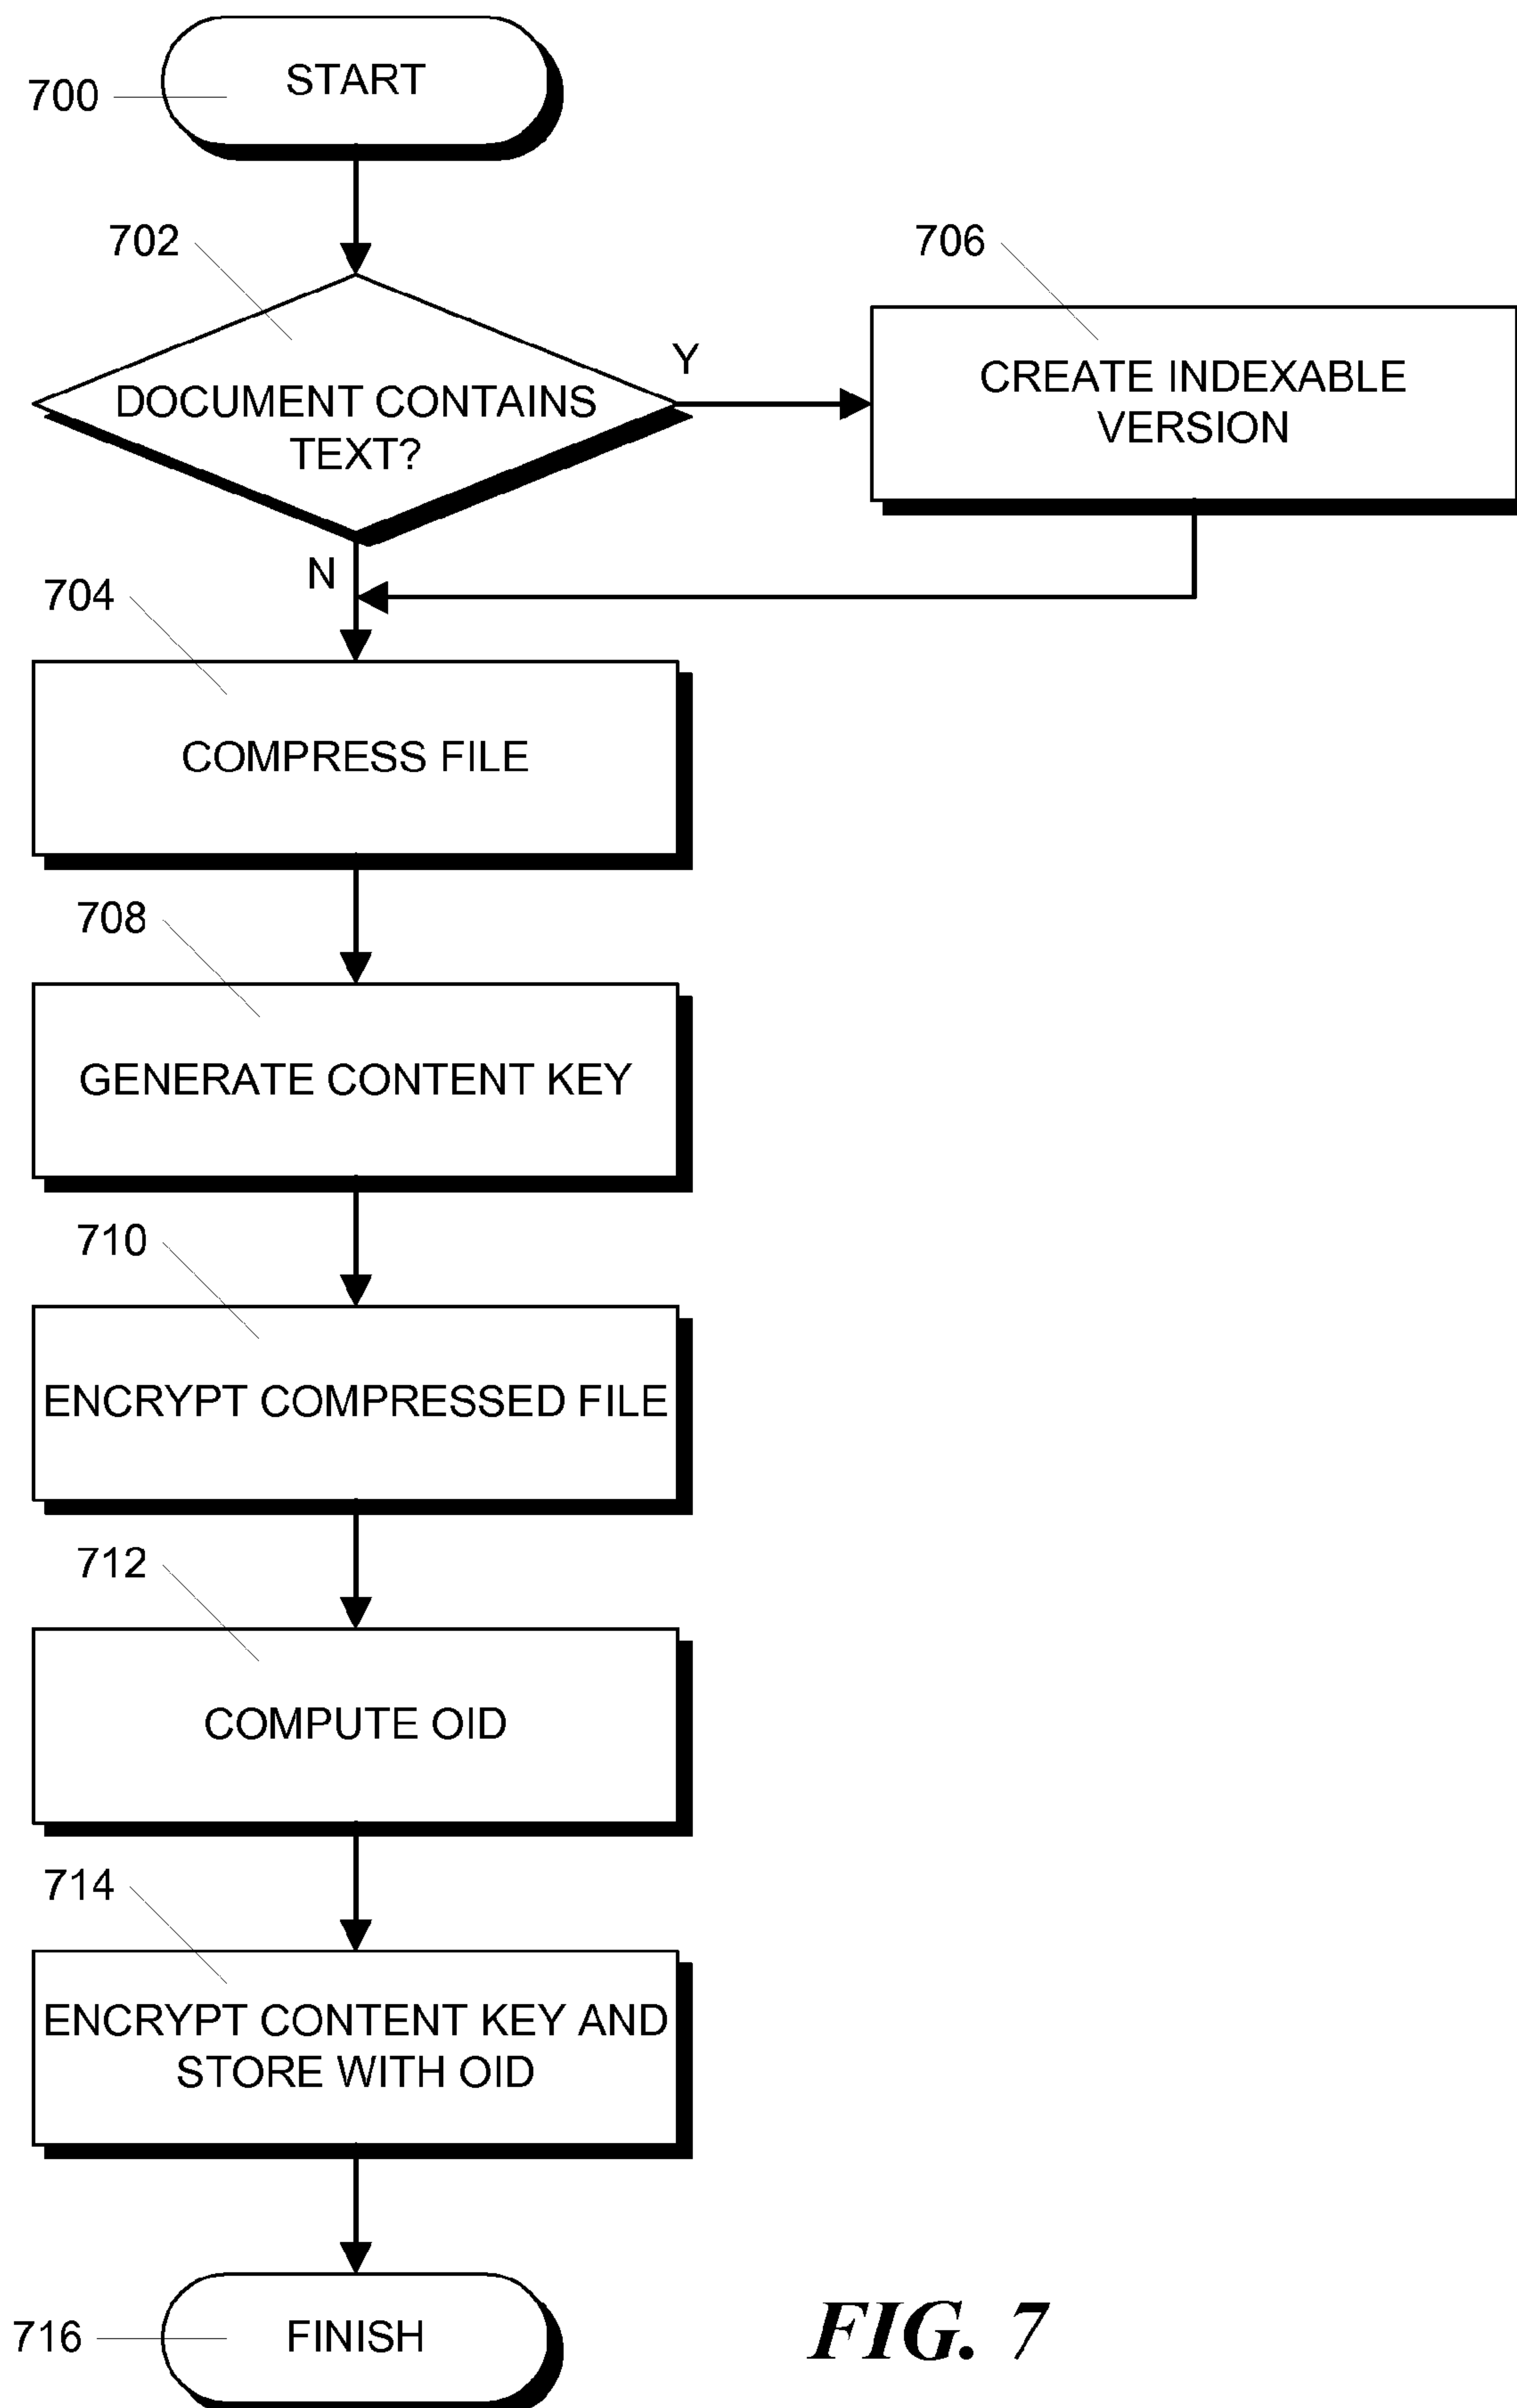 START
700
702
706
DOCUMENT CONTAINS
TEXT?
Y
CREATE INDEXABLE
VERSION
N
704
COMPRESS FILE
708
GENERATE CONTENT KEY
710
ENCRYPT COMPRESSED FILE
712
COMPUTE OID
714
ENCRYPT CONTENT KEY AND
STORE WITH OID
716
FINISH
FIG. 7